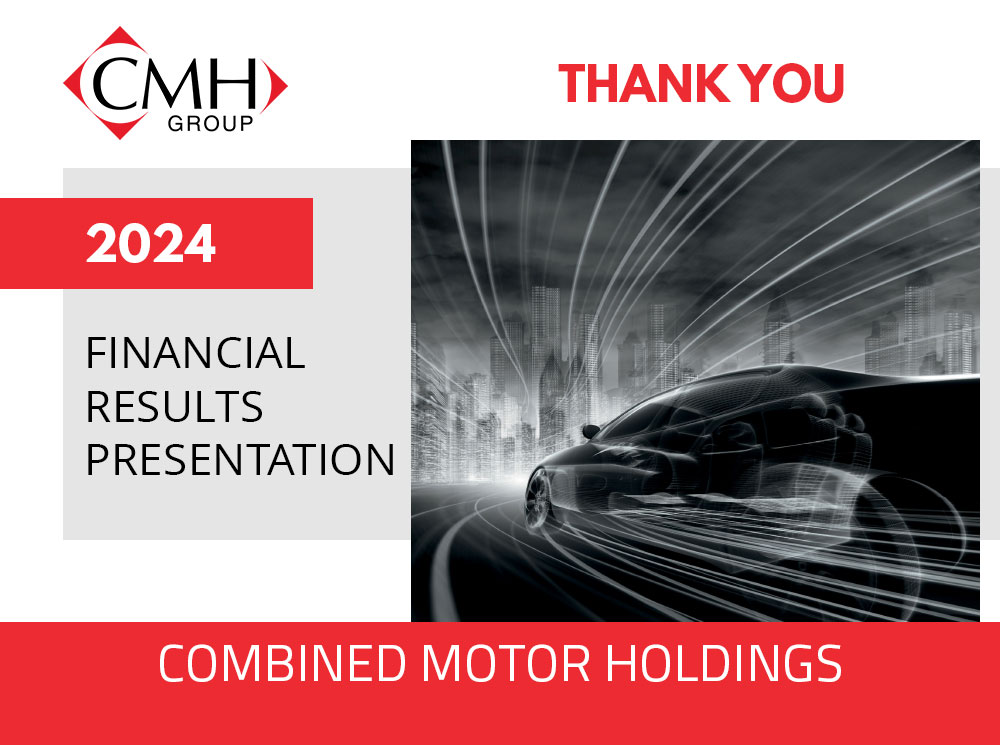 CMH
GROUP
THANK YOU
2024
FINANCIAL
RESULTS
PRESENTATION
COMBINED MOTOR HOLDINGS